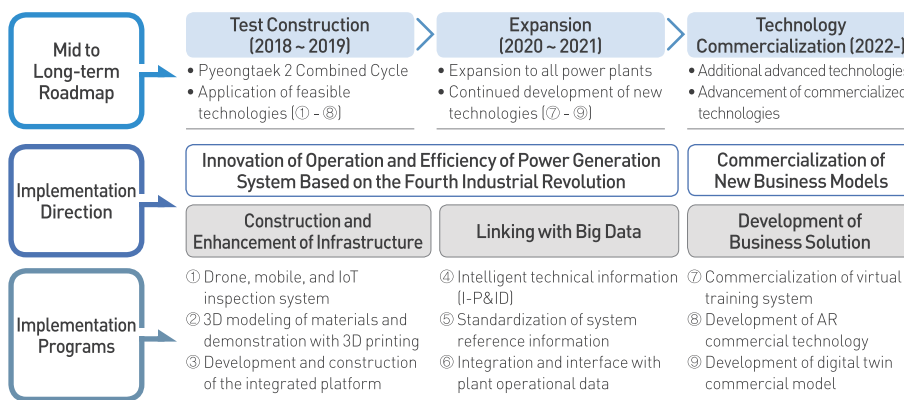 Mid to
Long-term
Roadmap
Test Construction
(2018 ~ 2019)
• Pyeongtaek 2 Combined Cycle
• Application of feasible
technologies (① - ⑧)
Expansion
(2020 ~ 2021)
• Expansion to all power plants
• Continued development of new
technologies (⑦ - ⑨)
Technology
Commercialization (2022-)
• Additional advanced technologies
• Advancement of commercialized
technologies
Implementation
Direction
Innovation of Operation and Efficiency of Power Generation
System Based on the Fourth Industrial Revolution
Commercialization of
New Business Models
Construction and
Enhancement of Infrastructure
Linking with Big Data
Development of
Business Solution
Implementation
Programs
① Drone, mobile, and IoT
inspection system
② 3D modeling of materials and
demonstration with 3D printing
③ Development and construction
of the integrated platform
④ Intelligent technical information
(I-P&ID)
⑤ Standardization of system
reference information
⑥ Integration and interface with
plant operational data
⑦ Commercialization of virtual
training system
⑧ Development of AR
commercial technology
⑨ Development of digital twin
commercial model